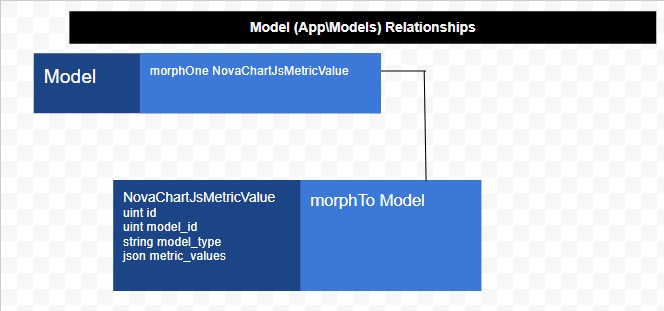 Model (App\Models) Relationships
Model
morphOne NovaChartJsMetricValue
NovaChartJsMetricValue
uint id
uint model_id
string model_type
json metric_values
morphTo Model